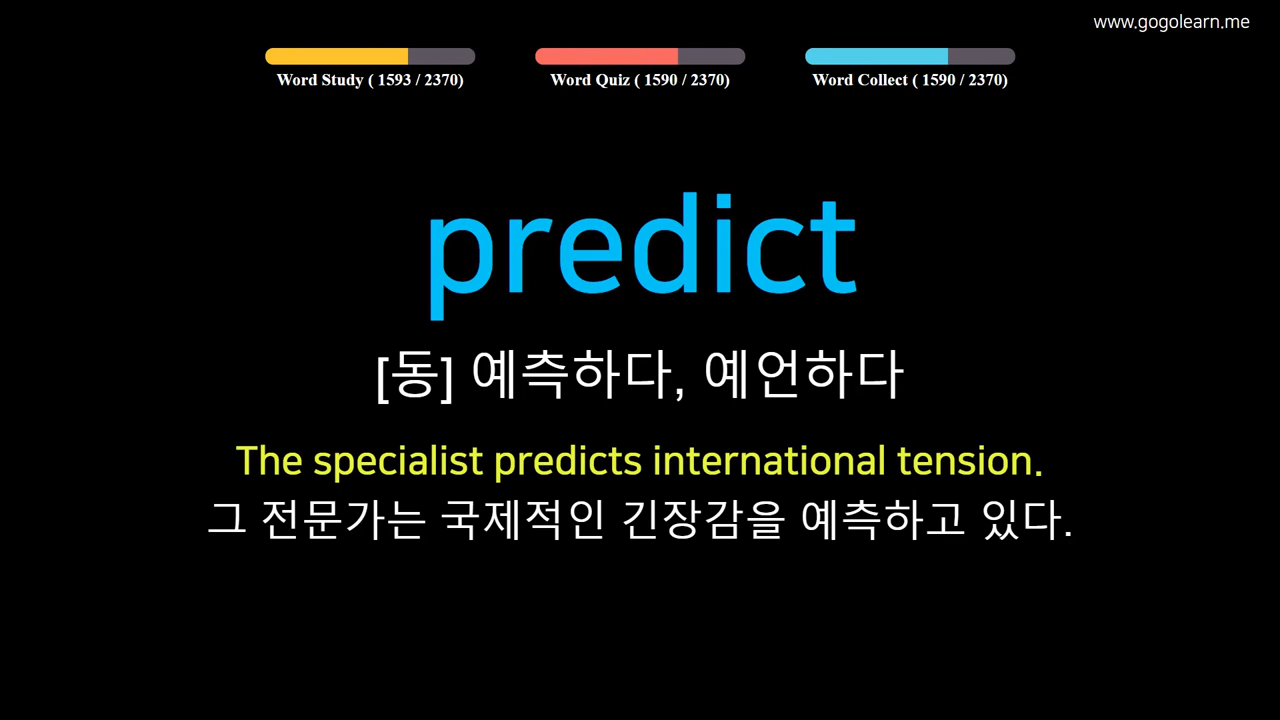 www.gogolearn.me
Word Study ( 1593 / 2370)
Word Quiz ( 1590 / 2370)
Word Collect ( 1590 / 2370)
predict
[동] 예측하다, 예언하다
The specialist predicts international tension.
그 전문가는 국제적인 긴장감을 예측하고 있다.